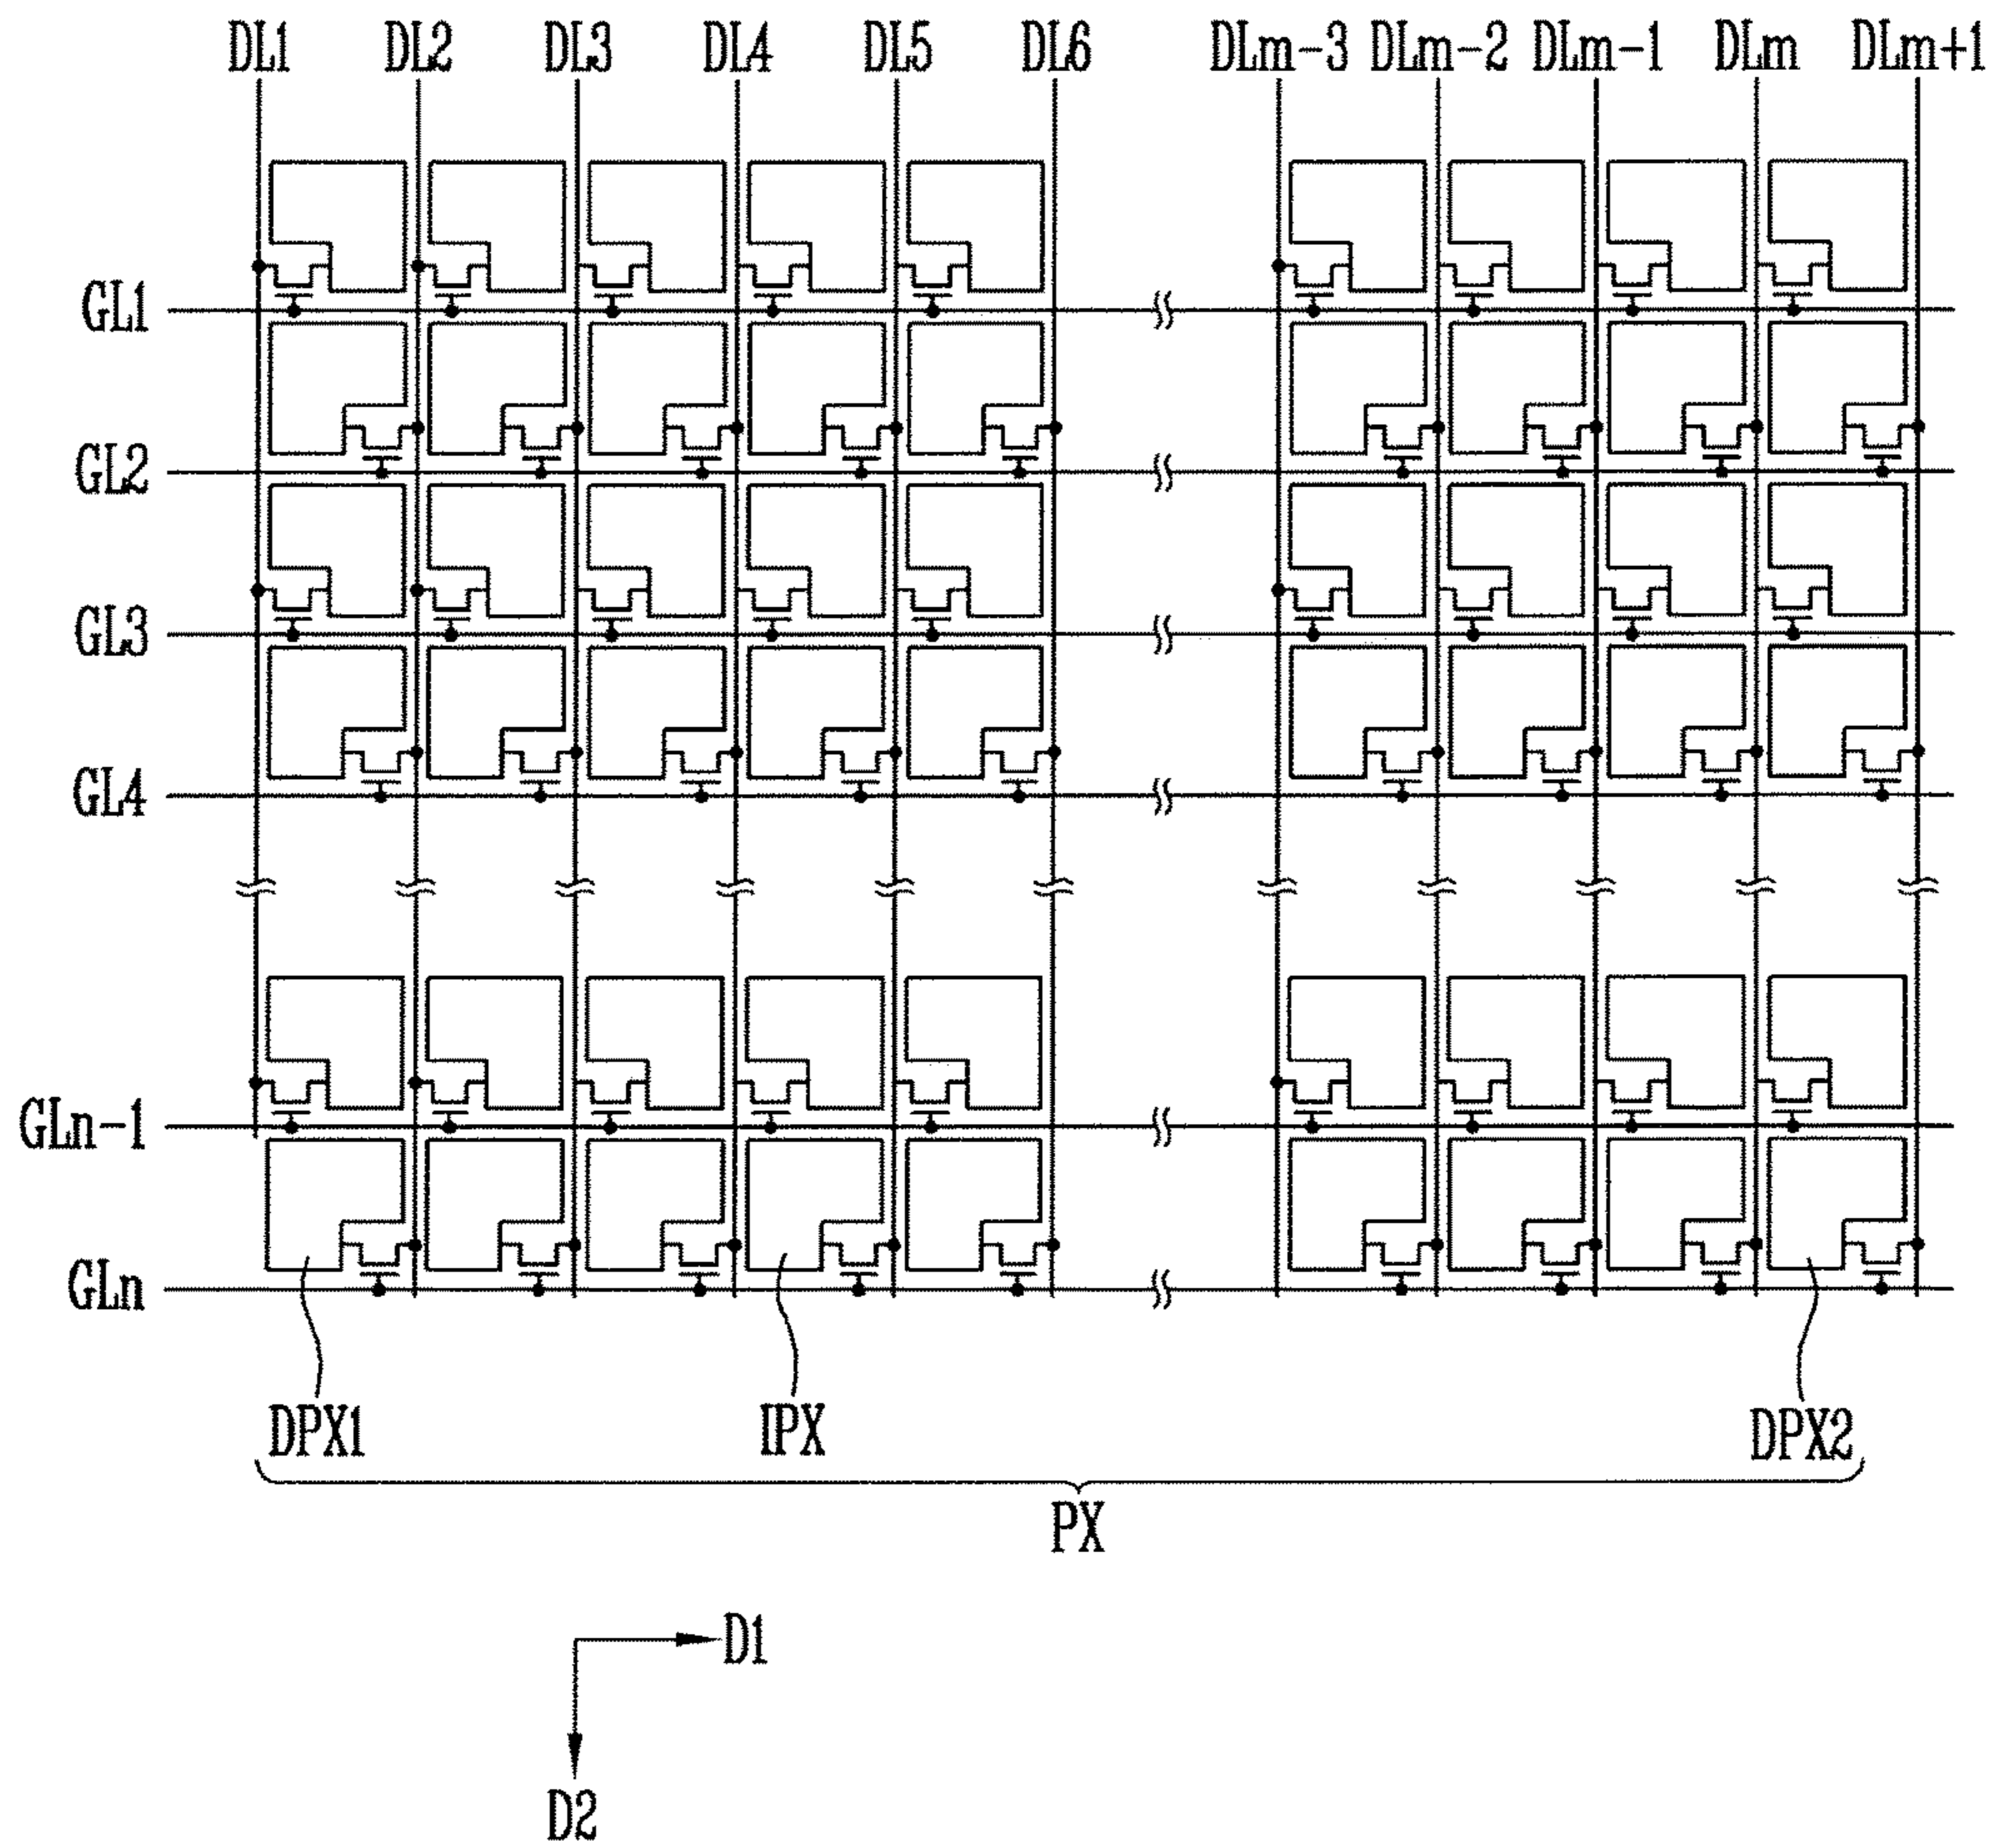 DL1 DL2 DL3 DL4 DL5 DL6 DLm-3 DLm-2 DLm-1 DLm DLm+1
GL1
GL2
GL3
GL4
GLn-1
GLn
DPX1 IPX DPX2
PX
D1
D2